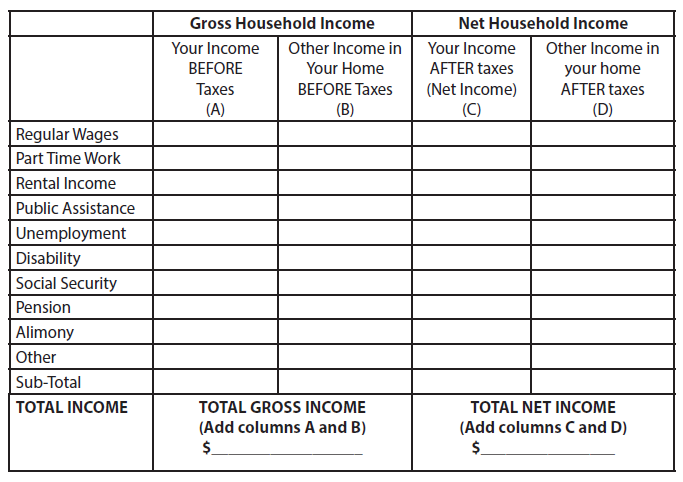 Gross Household Income Net Household Income
Your Income
BEFORE
Taxes
(A)
Other Income in
Your Home
BEFORE Taxes
(B)
Your Income
AFTER taxes
(Net Income)
(C)
Other Income in
your home
AFTER taxes
(D)
Regular Wages
Part Time Work
Rental Income
Public Assistance
Unemployment
Disability
Social Security
Pension
Alimony
Other
Sub-Total
TOTAL INCOME
TOTAL GROSS INCOME
(Add columns A and B)
$__________________
TOTAL NET INCOME
(Add columns C and D)
$________________